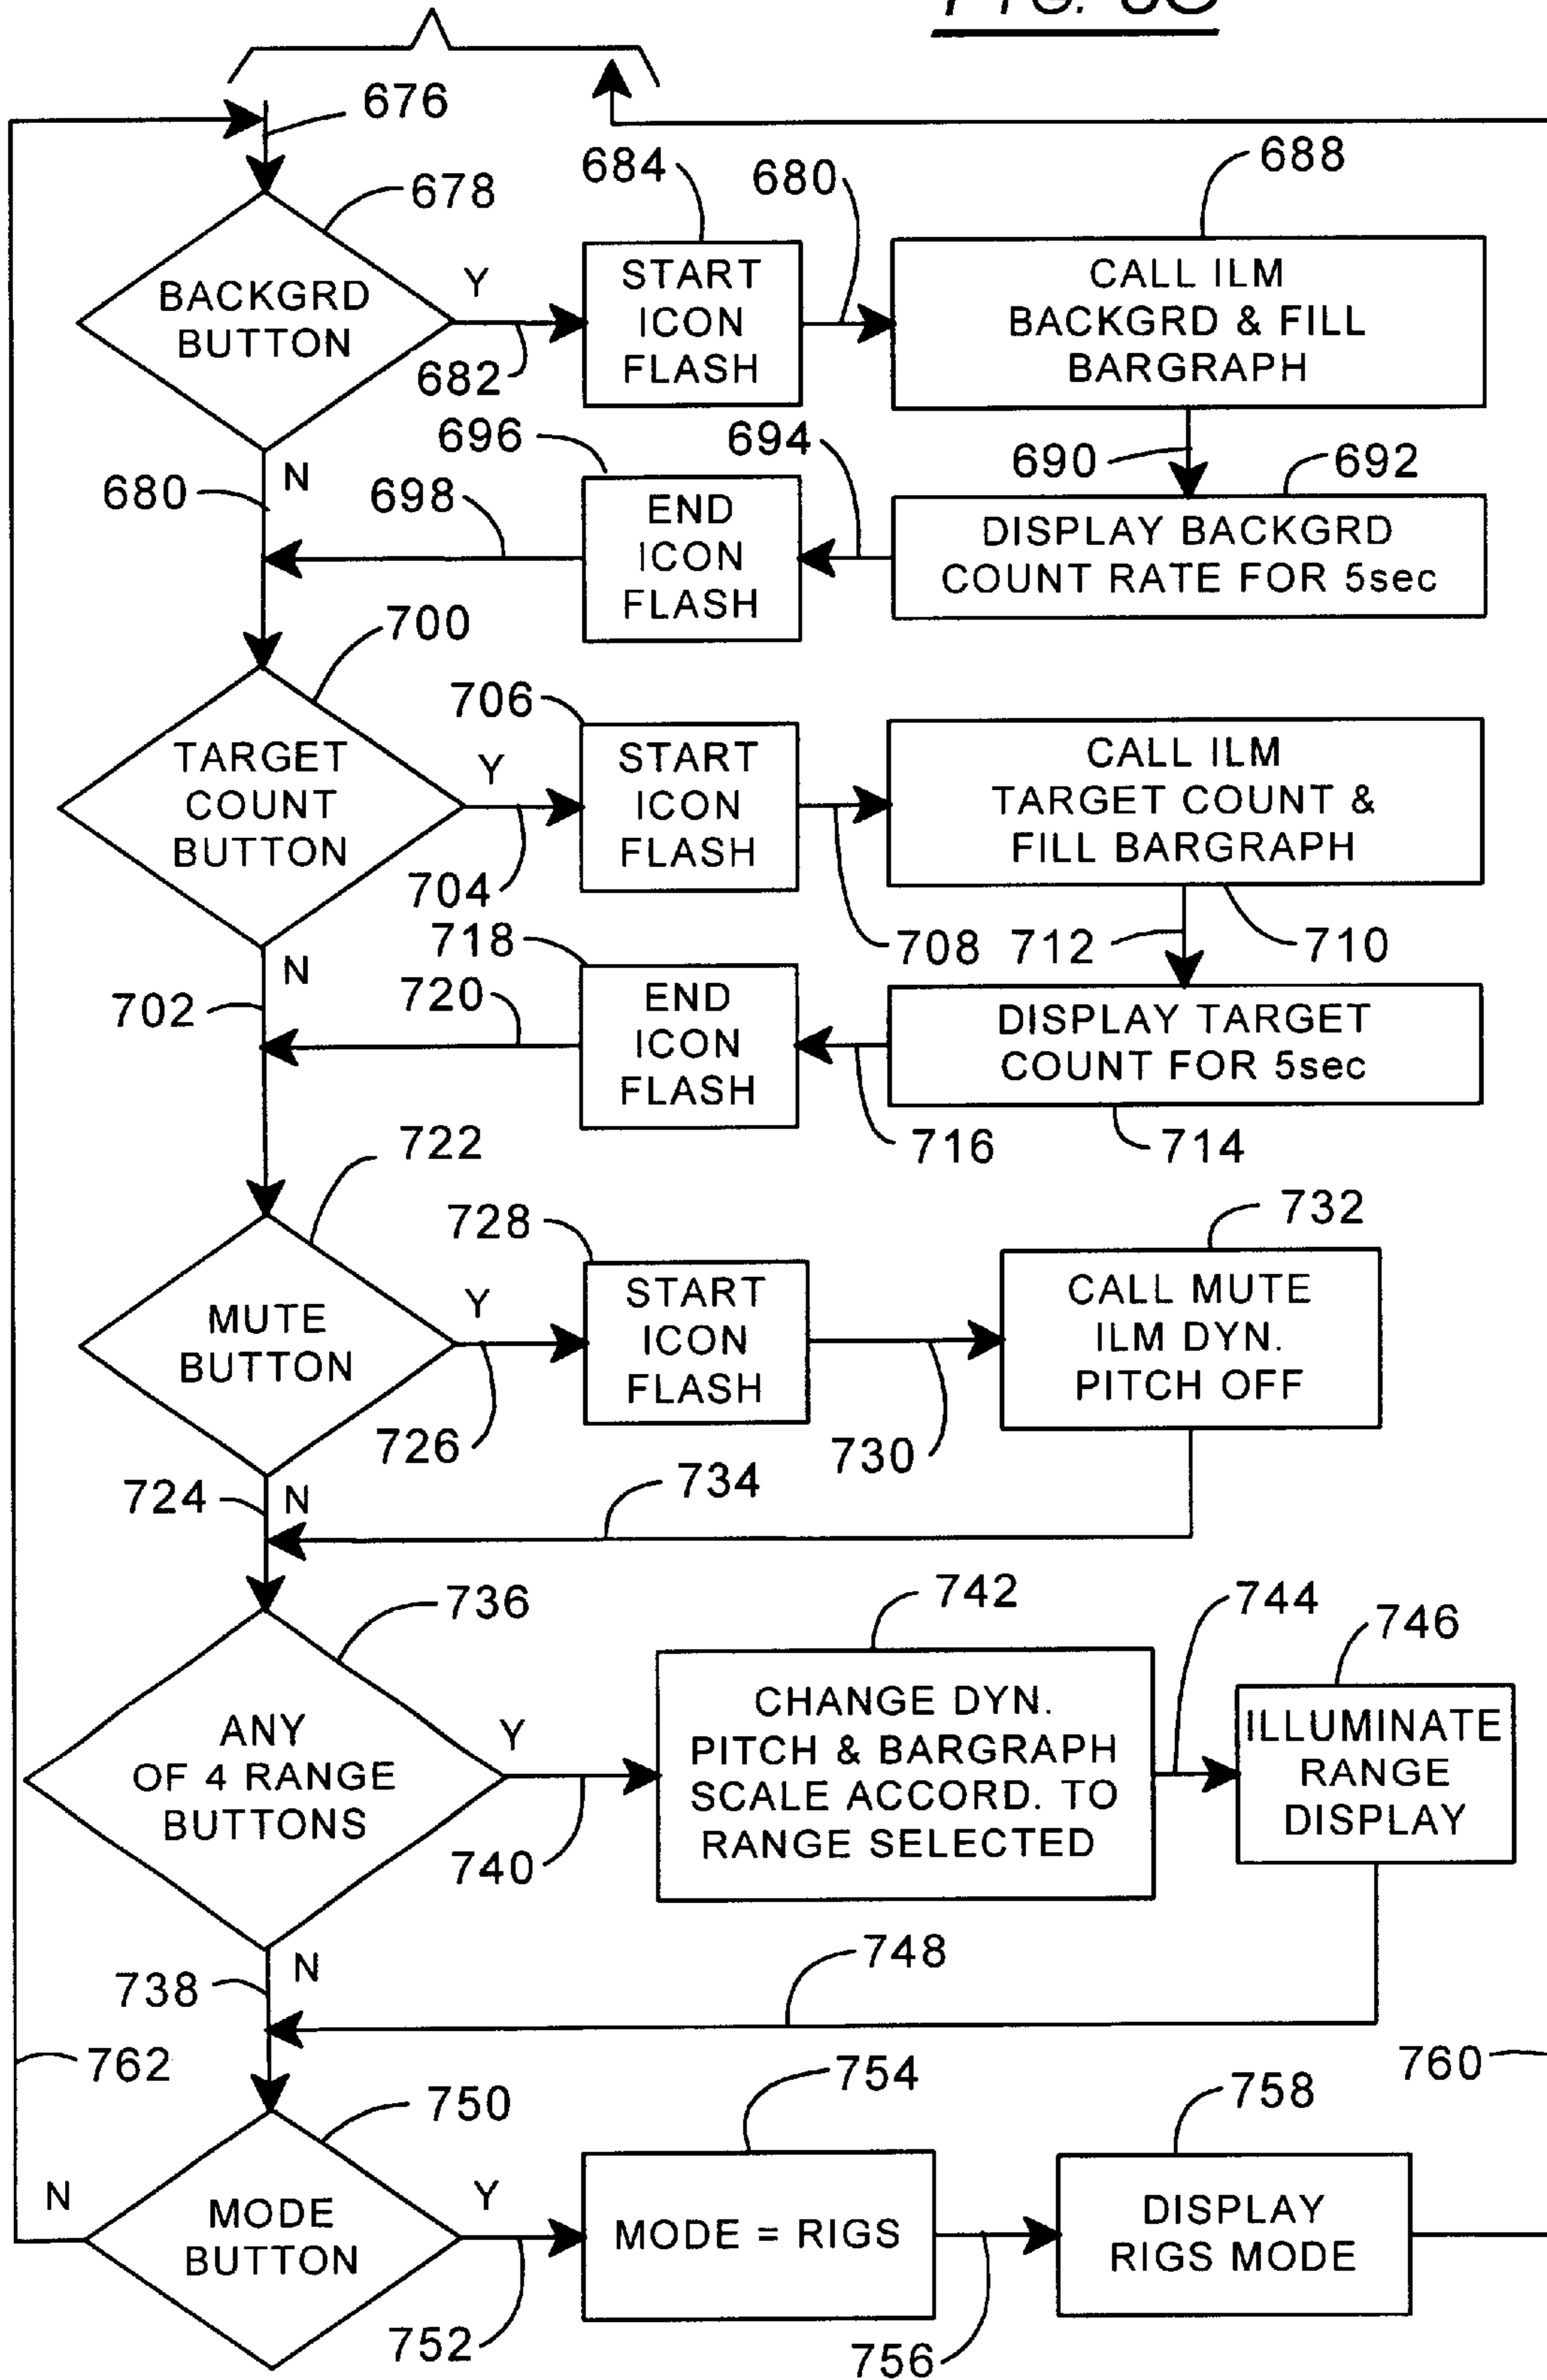 676
678
684
680
688
BACKGRD
BUTTON
Y
682
START
ICON
FLASH
CALL ILM
BACKGRD & FILL
BARGRAPH
N
680
698
696
694
690
692
END
ICON
FLASH
DISPLAY BACKGRD
COUNT RATE FOR 5sec
700
706
TARGET
COUNT
BUTTON
Y
704
START
ICON
FLASH
CALL ILM
TARGET COUNT &
FILL BARGRAPH
708
712
710
N
702
718
720
END
ICON
FLASH
DISPLAY TARGET
COUNT FOR 5sec
716
714
722
728
732
MUTE
BUTTON
Y
726
START
ICON
FLASH
730
CALL MUTE
ILM DYN.
PITCH OFF
724
N
734
736
742
744
746
ANY
OF 4 RANGE
BUTTONS
Y
740
CHANGE DYN.
PITCH & BARGRAPH
SCALE ACCORD. TO
RANGE SELECTED
ILLUMINATE
RANGE
DISPLAY
N
738
748
762
760
750
754
758
N
MODE
BUTTON
Y
752
MODE = RIGS
756
DISPLAY
RIGS MODE